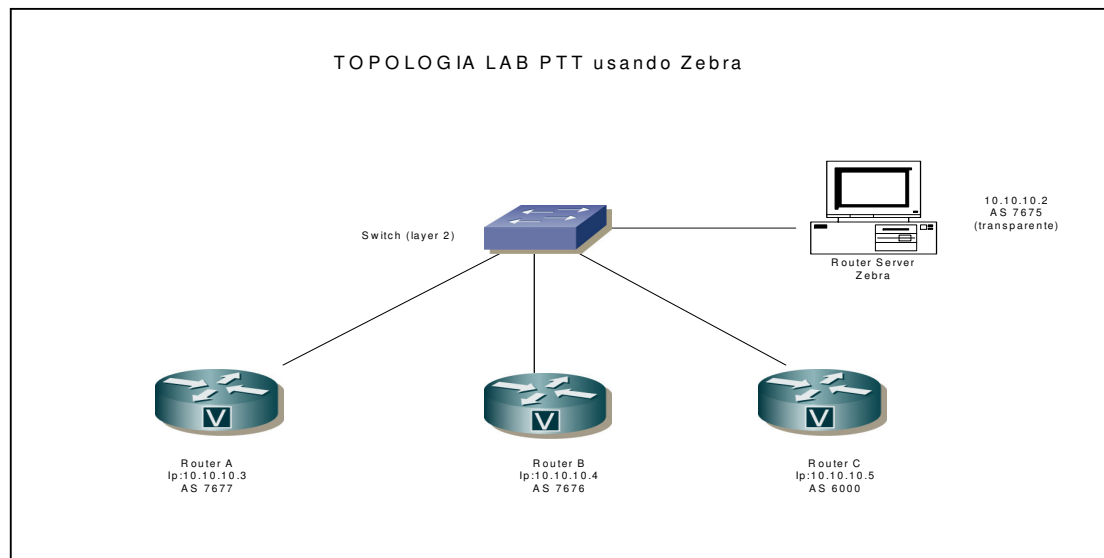 TOPOLOGIA LAB PTT usando Zebra
Switch (layer 2)
10.10.10.2
AS 7675
(transparente)
Router Server
Zebra
V
V
V
Router A
Ip:10.10.10.3
AS 7677
Router B
Ip:10.10.10.4
AS 7676
Router C
Ip:10.10.10.5
AS 6000